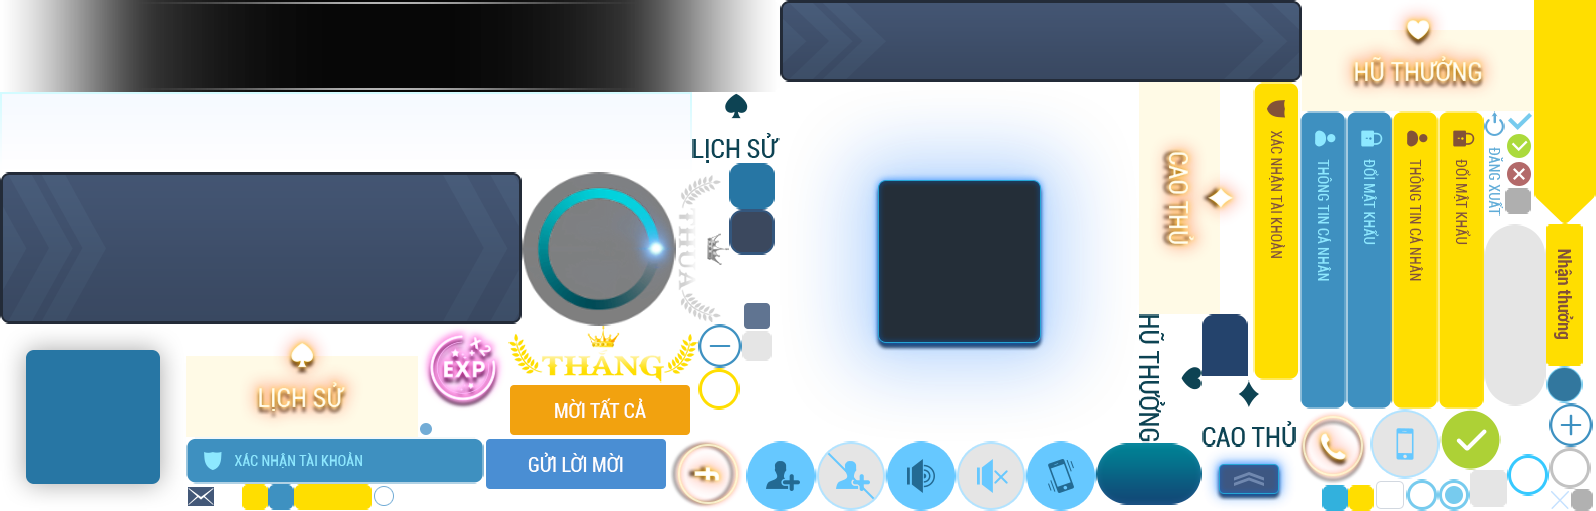 HŨ THƯỞNG
LỊCH SỬ
CAO THỦ
XÁC NHẬN TÀI KHOẢN
THÔNG TIN CÁ NHÂN
ĐỔI MẬT KHẨU
THÔNG TIN CÁ NHÂN
ĐỔI MẬT KHẨU
ĐĂNG XUẤT
THUA
Nhận thưởng
HŨ THƯỞNG
THẮNG
X2
EXP
LỊCH SỬ
MỜI TẤT CẢ
CAO THỦ
XÁC NHẬN TÀI KHOẢN
GỬI LỜI MỜI